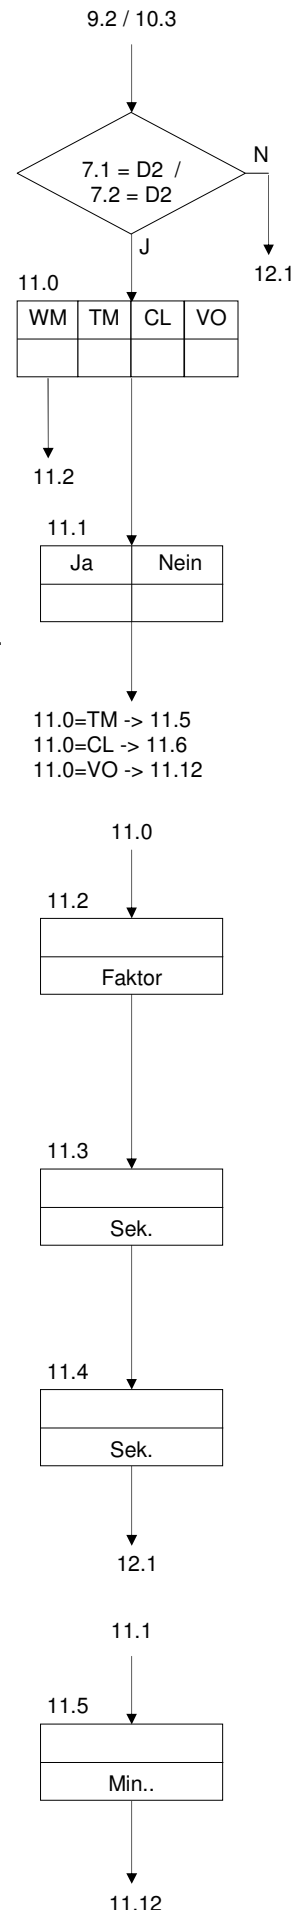 9.2 / 10.3
7.1 = D2 /
7.2 = D2
N
J
12.1
11.0
WM TM CL VO
11.2
11.1
Ja Nein
11.0=TM -> 11.5
11.0=CL -> 11.6
11.0=VO -> 11.12
11.0
11.2
Faktor
11.3
Sek.
11.4
Sek.
12.1
11.1
11.5
Min..
11.12